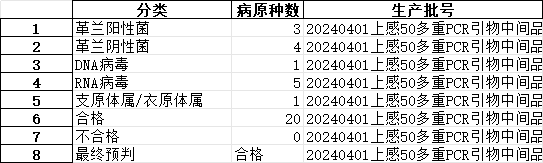 分类 病原种数 生产批号
1 革兰阳性菌 3 20240401上感50多重PCR引物中间品
2 革兰阴性菌 4 20240401上感50多重PCR引物中间品
3 DNA病毒 1 20240401上感50多重PCR引物中间品
4 RNA病毒 5 20240401上感50多重PCR引物中间品
5 支原体属/衣原体属 1 20240401上感50多重PCR引物中间品
6 合格 20 20240401上感50多重PCR引物中间品
7 不合格 0 20240401上感50多重PCR引物中间品
8 最终预判 合格 20240401上感50多重PCR引物中间品